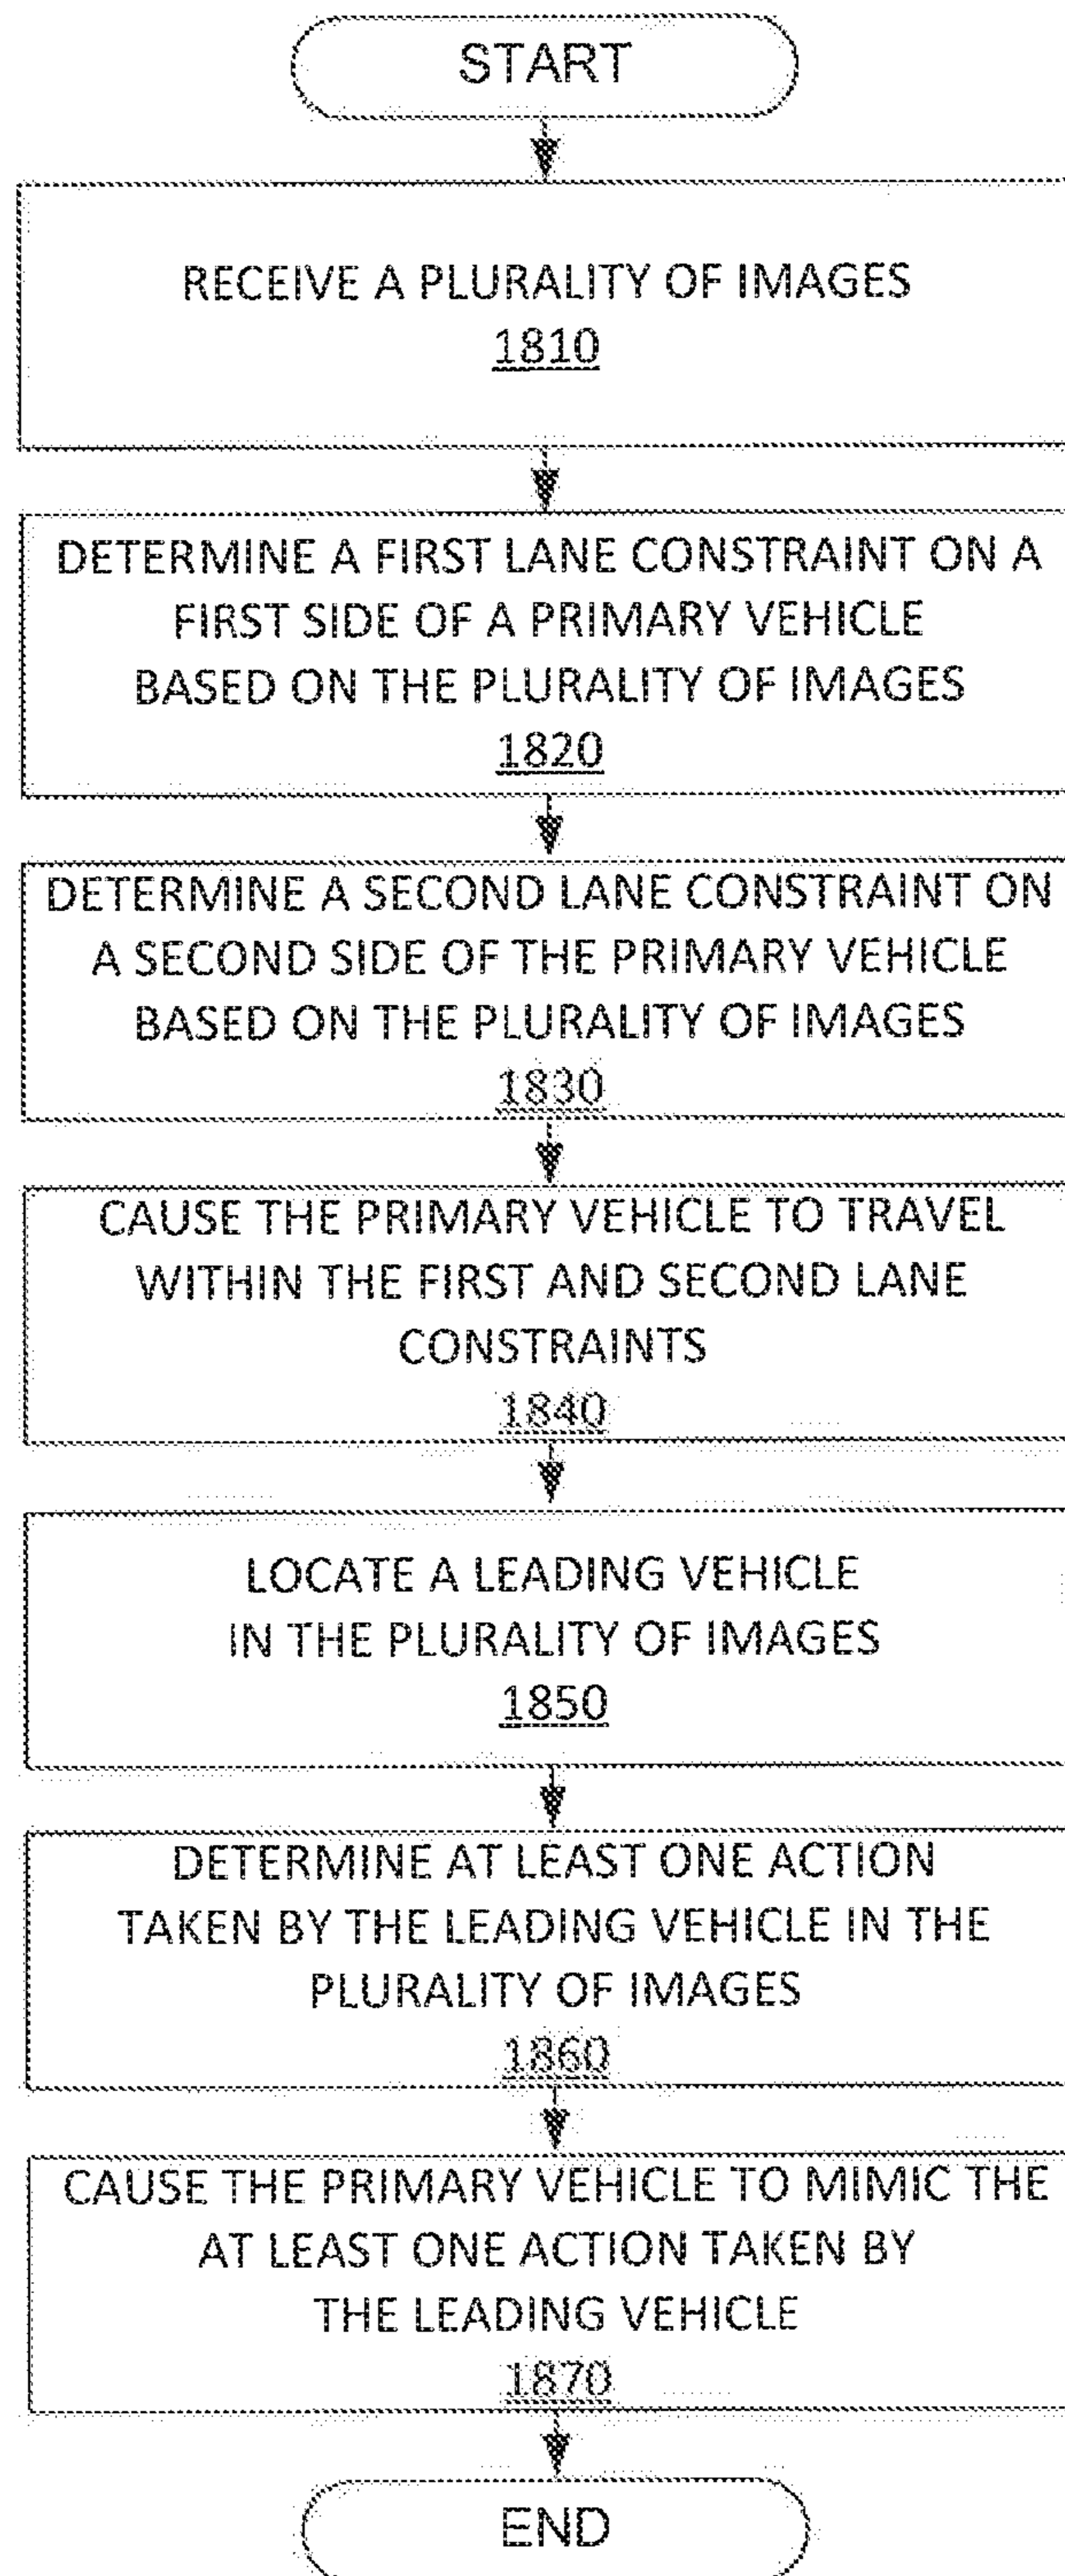 START
RECEIVE A PLURALITY OF IMAGES
1810
DETERMINE A FIRST LANE CONSTRAINT ON A
FIRST SIDE OF A PRIMARY VEHICLE
BASED ON THE PLURALITY OF IMAGES
1820
DETERMINE A SECOND LANE CONSTRAINT ON
A SECOND SIDE OF THE PRIMARY VEHICLE
BASED ON THE PLURALITY OF IMAGES
1830
CAUSE THE PRIMARY VEHICLE TO TRAVEL
WITHIN THE FIRST AND SECOND LANE
CONSTRAINTS
1840
LOCATE A LEADING VEHICLE
IN THE PLURALITY OF IMAGES
1850
DETERMINE AT LEAST ONE ACTION
TAKEN BY THE LEADING VEHICLE IN THE
PLURALITY OF IMAGES
1860
CAUSE THE PRIMARY VEHICLE TO MIMIC THE
AT LEAST ONE ACTION TAKEN BY
THE LEADING VEHICLE
1870
END